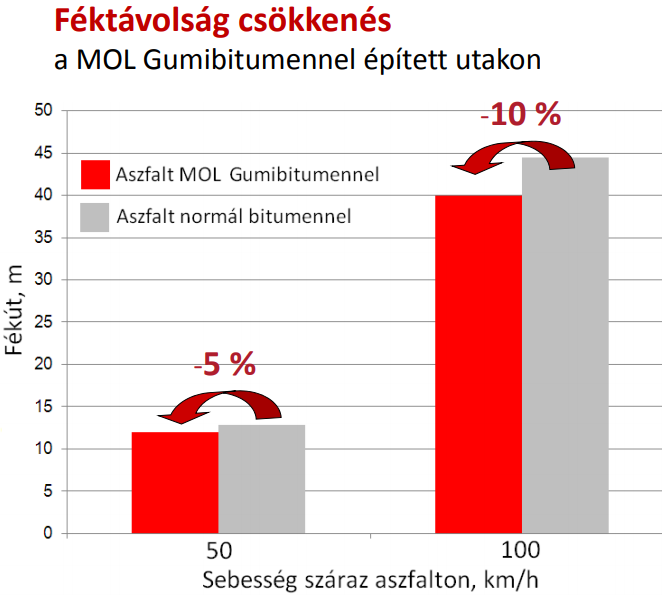 Féktávolság csökkenés
a MOL Gumibitumennel épített utakon
50
45
40
35
30
25
20
15
10
5
0
Fékút, m
Aszfalt MOL Gumibitumennel
Aszfalt normál bitumennel
-5 %
-10 %
50
100
Sebesség száraz aszfalton, km/h